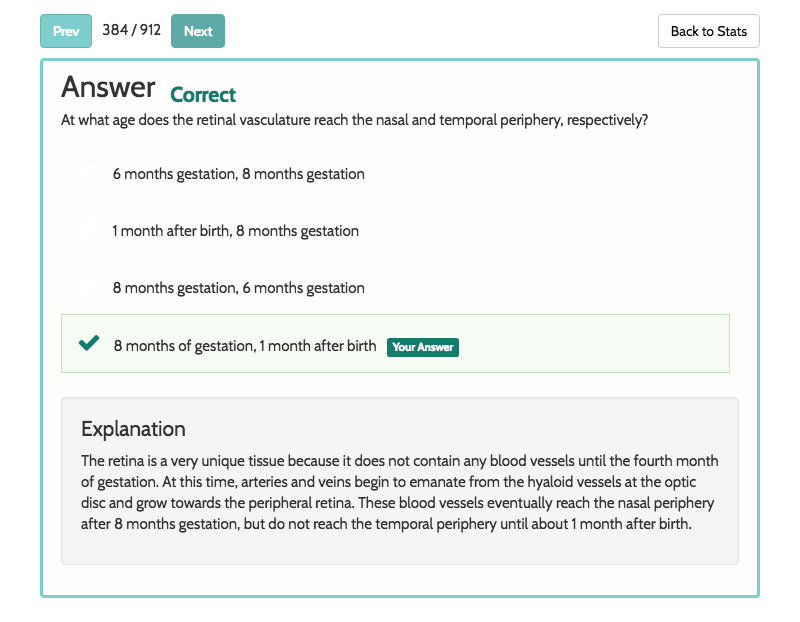 Prev 384 / 912 Next Back to Stats
Answer Correct
At what age does the retinal vasculature reach the nasal and temporal periphery, respectively?
6 months gestation, 8 months gestation
1 month after birth, 8 months gestation
8 months gestation, 6 months gestation
8 months of gestation, 1 month after birth Your Answer
Explanation
The retina is a very unique tissue because it does not contain any blood vessels until the fourth month
of gestation. At this time, arteries and veins begin to emanate from the hyaloid vessels at the optic
disc and grow towards the peripheral retina. These blood vessels eventually reach the nasal periphery
after 8 months gestation, but do not reach the temporal periphery until about 1 month after birth.